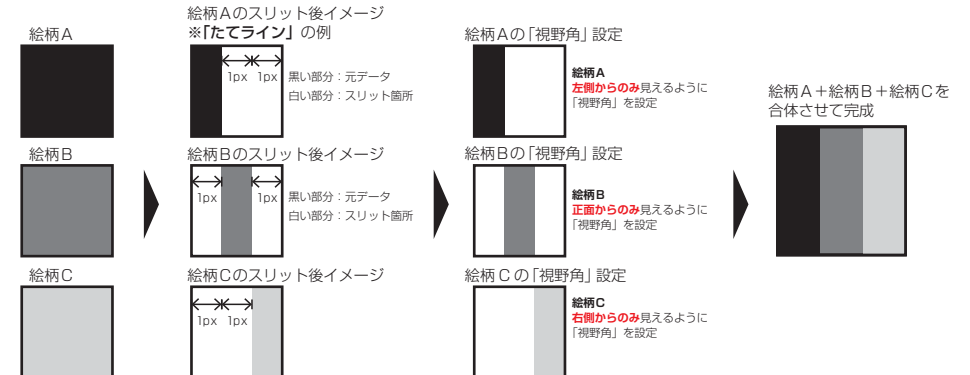 絵柄A
絵柄Aのスリット後イメージ
※「たてライン」の例
1px 1px
黒い部分：元データ
白い部分：スリット箇所
絵柄Aの「視野角」設定
絵柄A
左側からのみ見えるように
「視野角」を設定
絵柄B
絵柄Bのスリット後イメージ
1px 1px
黒い部分：元データ
白い部分：スリット箇所
絵柄Bの「視野角」設定
絵柄B
正面からのみ見えるように
「視野角」を設定
絵柄C
絵柄Cのスリット後イメージ
1px 1px
絵柄Cの「視野角」設定
絵柄C
右側からのみ見えるように
「視野角」を設定
絵柄A＋絵柄B＋絵柄Cを
合体させて完成